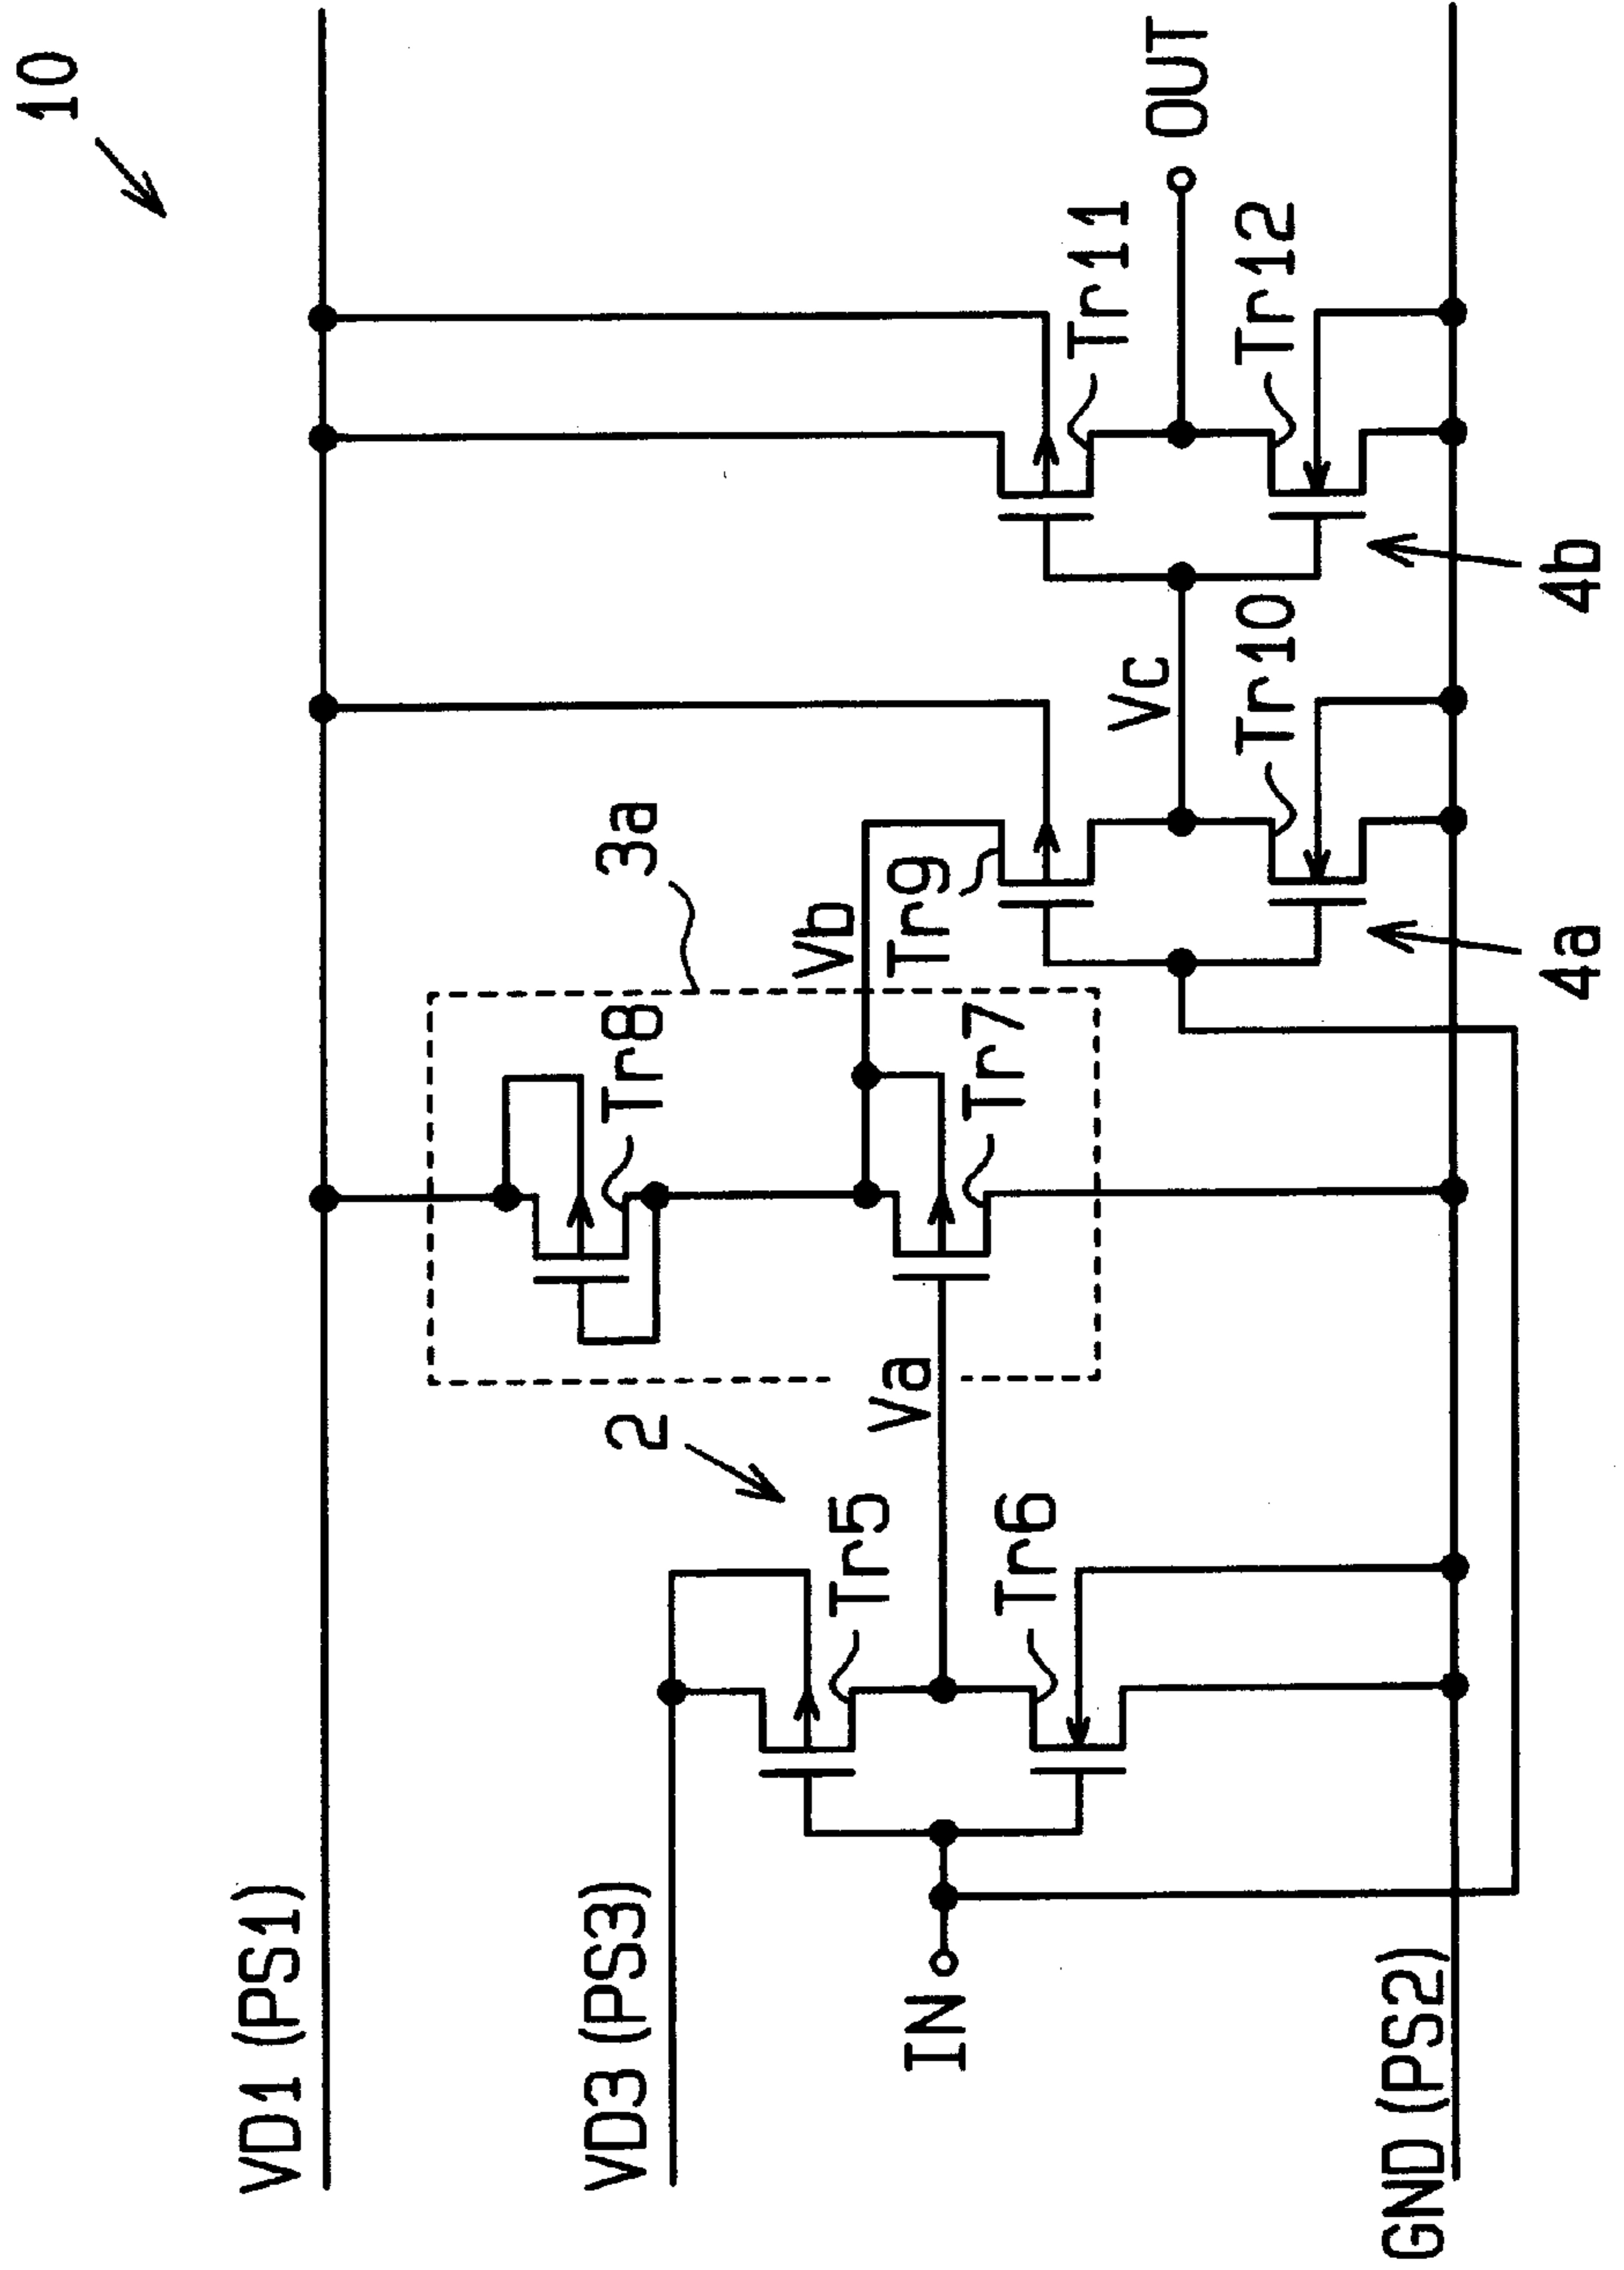 10
VD1 (PS1)
VD3 (PS3)
GND (PS2)
IN
2
Tr5
Tr6
Va
3a
Tr8
Tr7
Vb
Tr9
Tr10
4a
Vc
Tr11
Tr12
4b
OUT